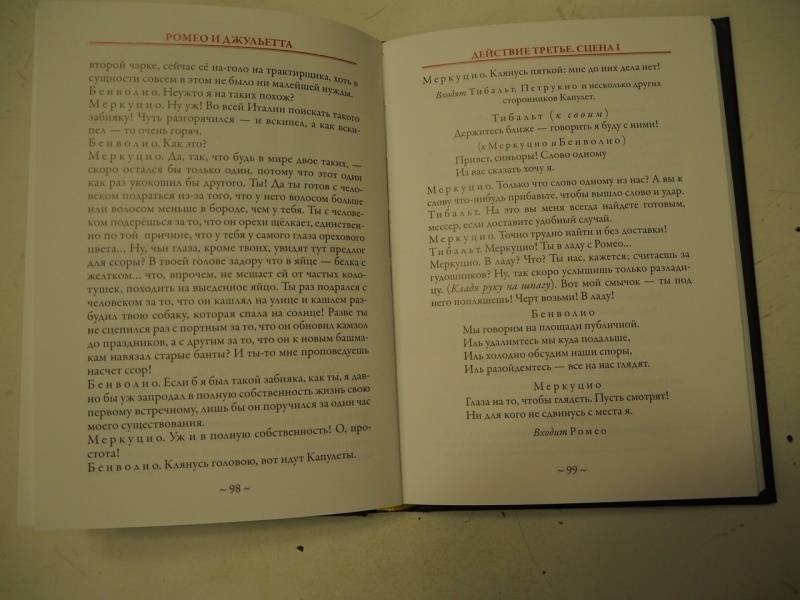 РОМЕО И ДЖУЛЬЕТТА
второй чарке, сейчас её на-голо на трактирщика, хоть в
сущности совсем в этом не было ни малейшей нужды.
Бенволио. Неужто я на таких похож?
Меркуцио. Ну уж! Во всей Италии поискать такого
забияку! Чуть разгорячился — и вскипел, а как вски-
пел — то очень горяч.
Бенволио. Как это?
Меркуцио. Да, так, что будь в мире двое таких, —
скоро остался бы только один, потому что этот один
как раз укокошил бы другого. Ты! Да ты готов с чело-
веком подраться из-за того, что у него волосом больше
или волосом меньше в бороде, чем у тебя. Ты с челове-
ком подерёшься за то, что он орехи щёлкает, единствен-
но по той причине, что у тебя у самого глаза орехового
цвета... Ну, чьи глаза, кроме твоих, увидят тут предлог
для ссоры? В твоей голове задору что в яйце — белка с
желтком... что, впрочем, не мешает ей от частых коло-
тушек, походить на выеденное яйцо. Ты раз подрался с
человеком за то, что он кашлял на улице и кашлем раз-
будил твою собаку, которая спала на солнце! Разве ты
не сцепился раз с портным за то, что он обновил камзол
до праздников, а с другим за то, что он к новым башма-
кам навязал старые банты? И ты-то мне проповедуешь
насчет ссор!
Бенволио. Если б я был такой забияка, как ты, я дав-
но бы уж запродал в полную собственность жизнь свою
первому встречному, лишь бы он поручился за один час
моего существования.
Меркуцио. Уж и в полную собственность! О, про-
стота!
Бенволио. Клянусь головою, вот идут Капулеты.
~ 98 ~
ДЕЙСТВИЕ ТРЕТЬЕ. СЦЕНА I
Меркуцио. Клянусь пяткой: мне до них дела нет!
Входят Тибальт, Петрукио и несколько других
сторонников Капулет.
Тибальт (к своим)
Держитесь ближе — говорить я буду с ними!
(к Меркуцио и Бенволио)
Привет, синьоры! Слово одному
Из вас сказать хочу я.
Меркуцио. Только что слово одному из нас? А вы к
слову что-нибудь прибавьте, чтобы вышло слово и удар.
Тибальт. На это вы меня всегда найдете готовым,
мессер, если доставите удобный случай.
Меркуцио. Точно трудно найти и без доставки!
Тибальт. Меркуцио! Ты в ладу с Ромео...
Меркуцио. В ладу? Что? Ты нас, кажется; считаешь за
гудошников? Ну, так скоро услышишь только разлади-
цу. (Кладя руку на шпагу). Вот мой смычок — ты под
него попляшешь! Черт возьми! В ладу!
Бенволио
Мы говорим на площади публичной.
Иль удалимтесь мы куда подальше,
Иль холодно обсудим наши споры,
Иль разойдемтесь — все на нас глядят.
Меркуцио
Глаза на то, чтобы глядеть. Пусть смотрят!
Ни для кого не сдвинусь с места я.
Входит Ромео
~ 99 ~